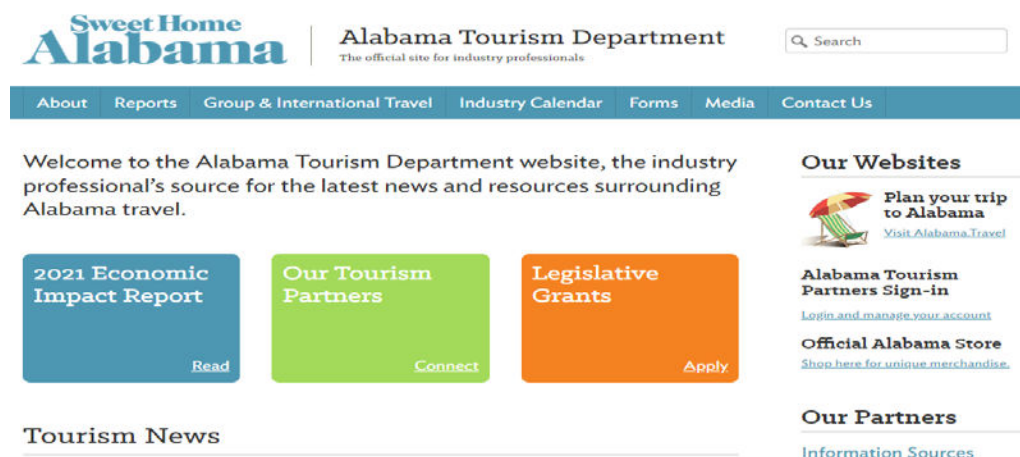 Sweet Home
Alabama
Alabama Tourism Department
The official site for industry professionals
Search
About Reports Group & International Travel Industry Calendar Forms Media Contact Us
Welcome to the Alabama Tourism Department website, the industry
professional's source for the latest news and resources surrounding
Alabama travel.
2021 Economic
Impact Report
Read
Our Tourism
Partners
Connect
Legislative
Grants
Apply
Tourism News
Our Websites
Plan your trip
to Alabama
Visit Alabama.Travel
Alabama Tourism
Partners Sign-in
Login and manage your account
Official Alabama Store
Shop here for unique merchandise.
Our Partners
Information Sources